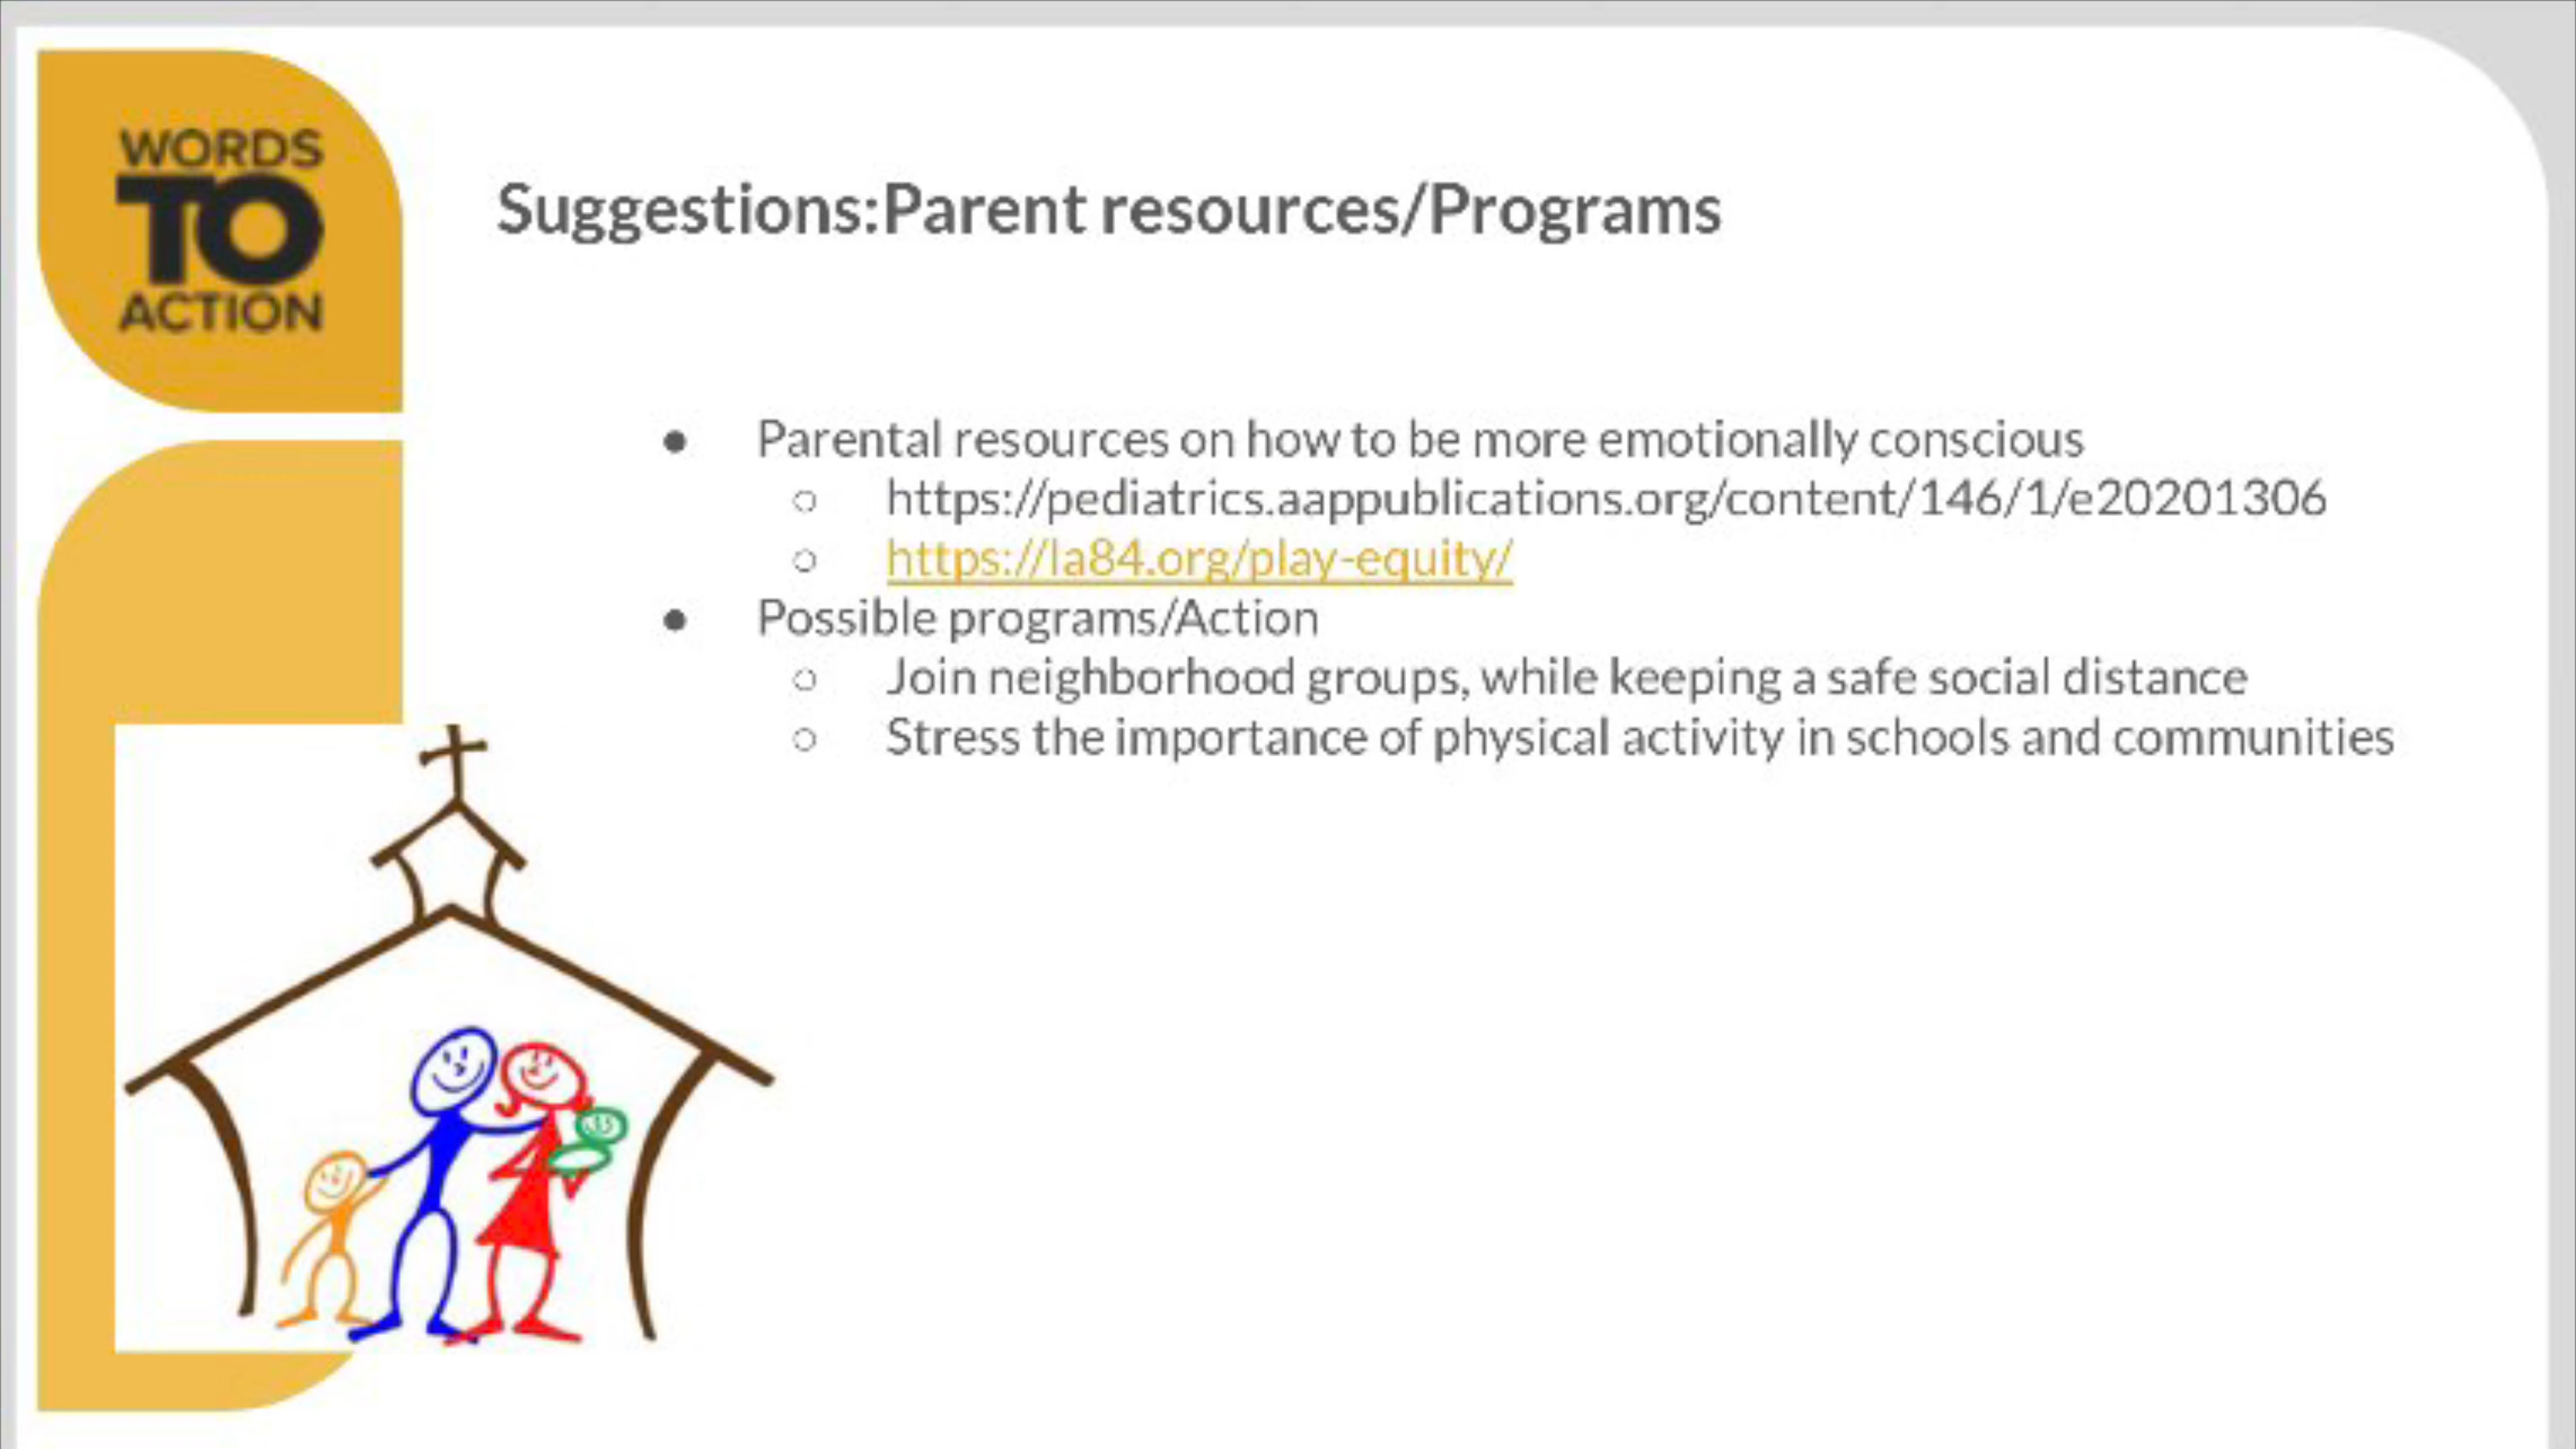 WORDS
TO
ACTION
Suggestions:Parent resources/Programs
● Parental resources on how to be more emotionally conscious
○ https://pediatrics.aappublications.org/content/146/1/e20201306
○ https://la84.org/play-equity/
● Possible programs/Action
○ Join neighborhood groups, while keeping a safe social distance
○ Stress the importance of physical activity in schools and communities